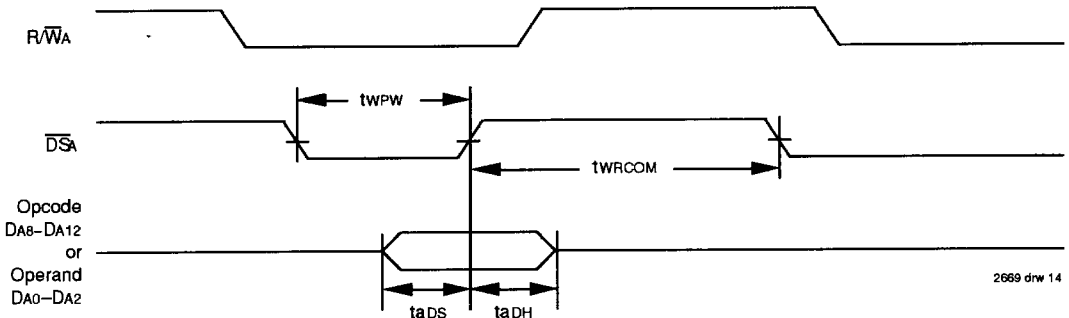 R/W̅A
tWPW
D̅S̅A
tWRCOM
Opcode
DA8–DA12
or
Operand
DA0–DA2
taDS
taDH
2669 drw 14